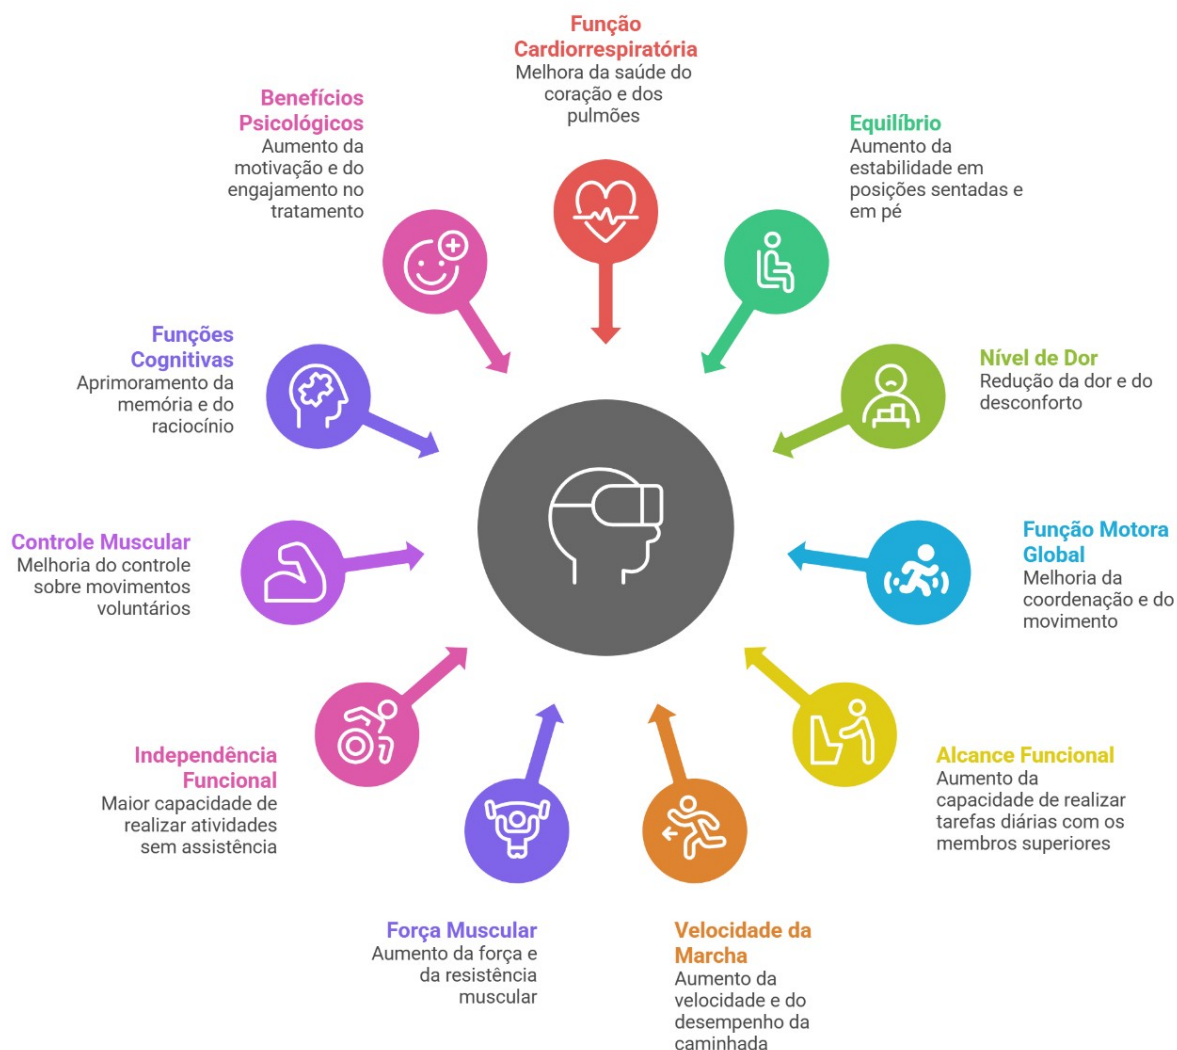 Função
Cardiorrespiratória
Melhora da saúde do
coração e dos
pulmões
Equilíbrio
Aumento da
estabilidade em
posições sentadas e
em pé
Nível de Dor
Redução da dor e do
desconforto
Função Motora
Global
Melhoria da
coordenação e do
movimento
Alcance Funcional
Aumento da
capacidade de realizar
tarefas diárias com os
membros superiores
Velocidade da
Marcha
Aumento da
velocidade e do
desempenho da
caminhada
Força Muscular
Aumento da força e
da resistência
muscular
Independência
Funcional
Maior capacidade de
realizar atividades
sem assistência
Controle Muscular
Melhoria do controle
sobre movimentos
voluntários
Funções
Cognitivas
Aprimoramento da
memória e do
raciocínio
Benefícios
Psicológicos
Aumento da
motivação e do
engajamento no
tratamento